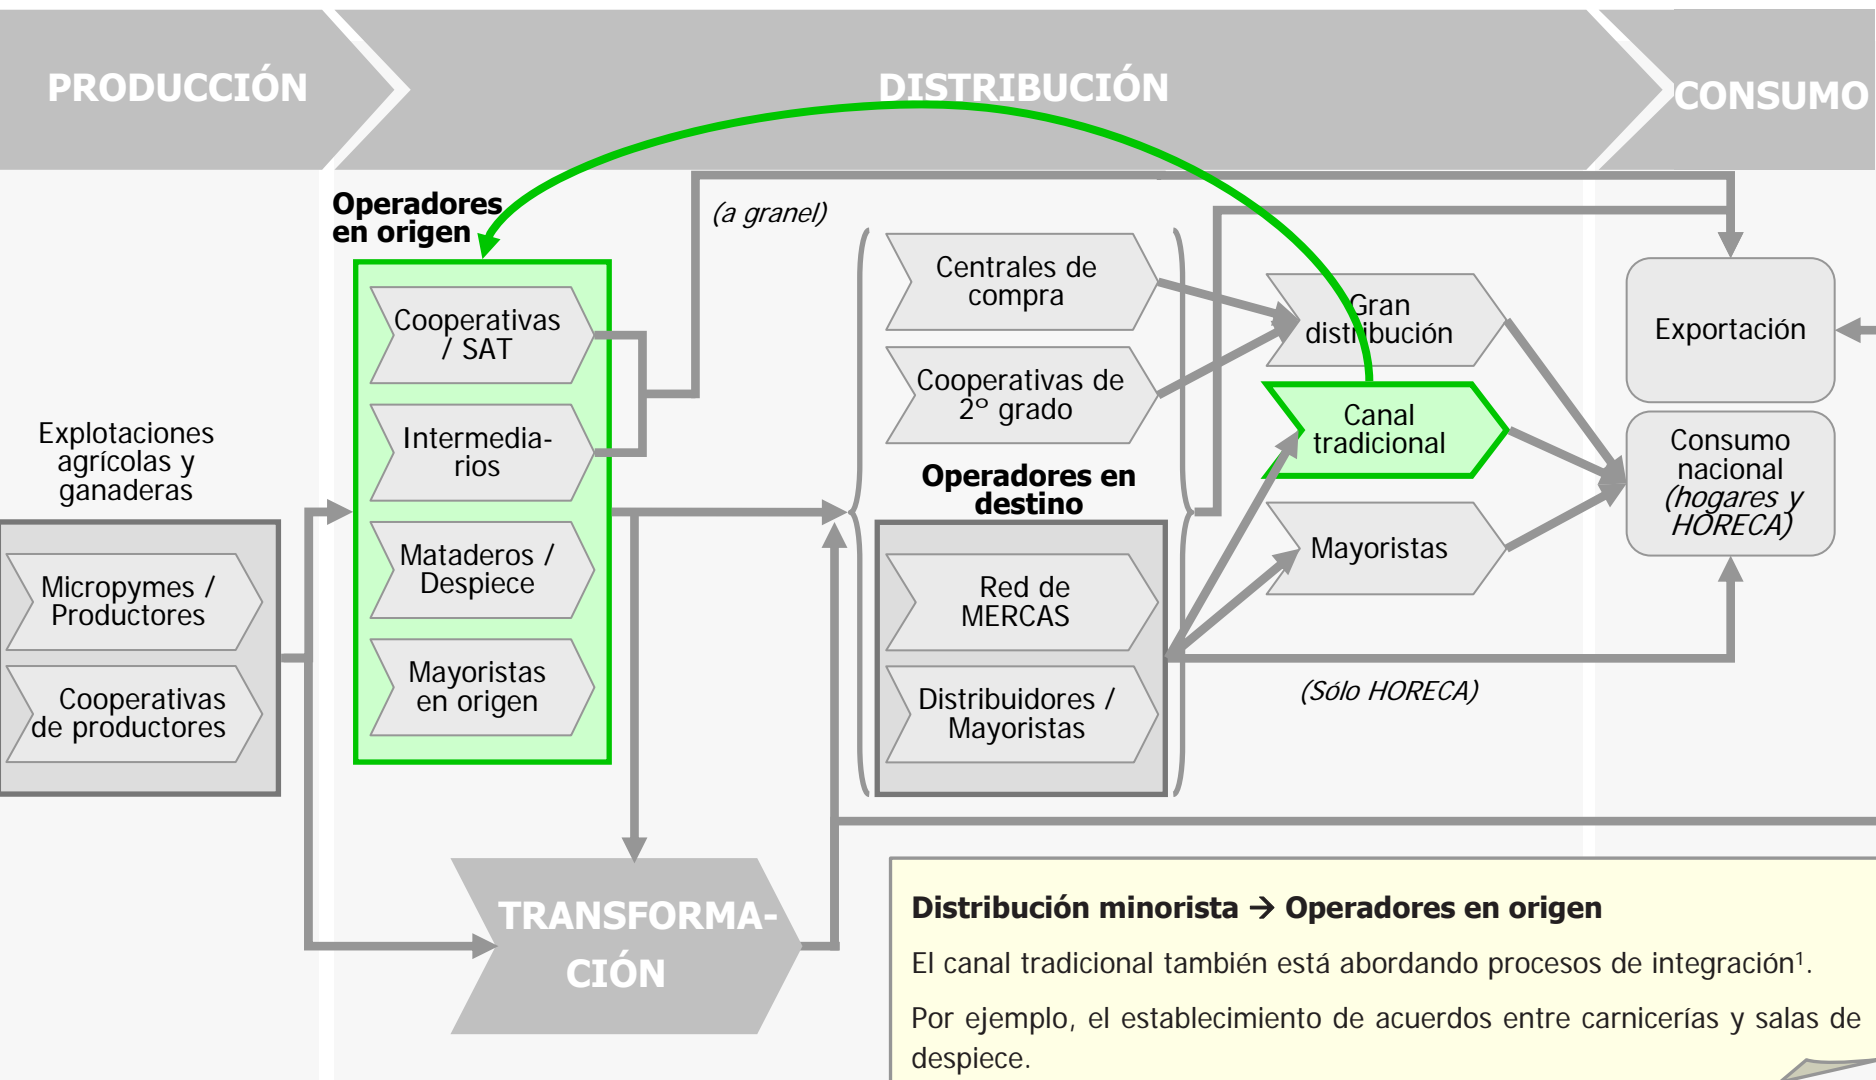 PRODUCCIÓN
DISTRIBUCIÓN
CONSUMO
Operadores
en origen
(a granel)
Cooperativas
/ SAT
Intermedia-
rios
Mataderos /
Despiece
Mayoristas
en origen
Explotaciones
agrícolas y
ganaderas
Micropymes /
Productores
Cooperativas
de productores
Centrales de
compra
Cooperativas de
2º grado
Operadores en
destino
Red de
MERCAS
Distribuidores /
Mayoristas
Gran
distribución
Canal
tradicional
Mayoristas
(Sólo HORECA)
Exportación
Consumo
nacional
(hogares y
HORECA)
TRANSFORMA-
CIÓN
Distribución minorista → Operadores en origen
El canal tradicional también está abordando procesos de integración¹.
Por ejemplo, el establecimiento de acuerdos entre carnicerías y salas de
despiece.